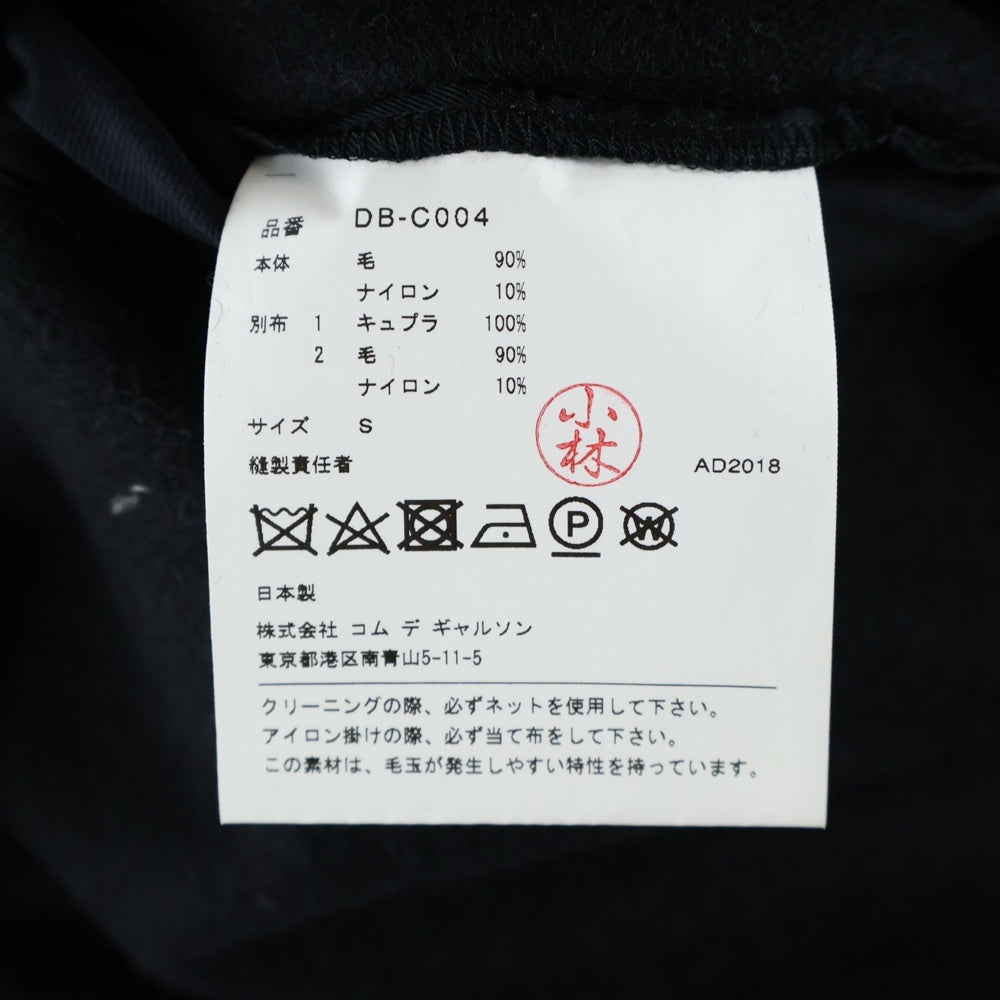 品番 DB-C004
本体 毛 90%
ナイロン 10%
別布 1 キュプラ 100%
2 毛 90%
ナイロン 10%
サイズ S
小林
縫製責任者 AD2018
P W
日本製
株式会社 コム デ ギャルソン
東京都港区南青山5-11-5
クリーニングの際、必ずネットを使用して下さい。
アイロン掛けの際、必ず当て布をして下さい。
この素材は、毛玉が発生しやすい特性を持っています。